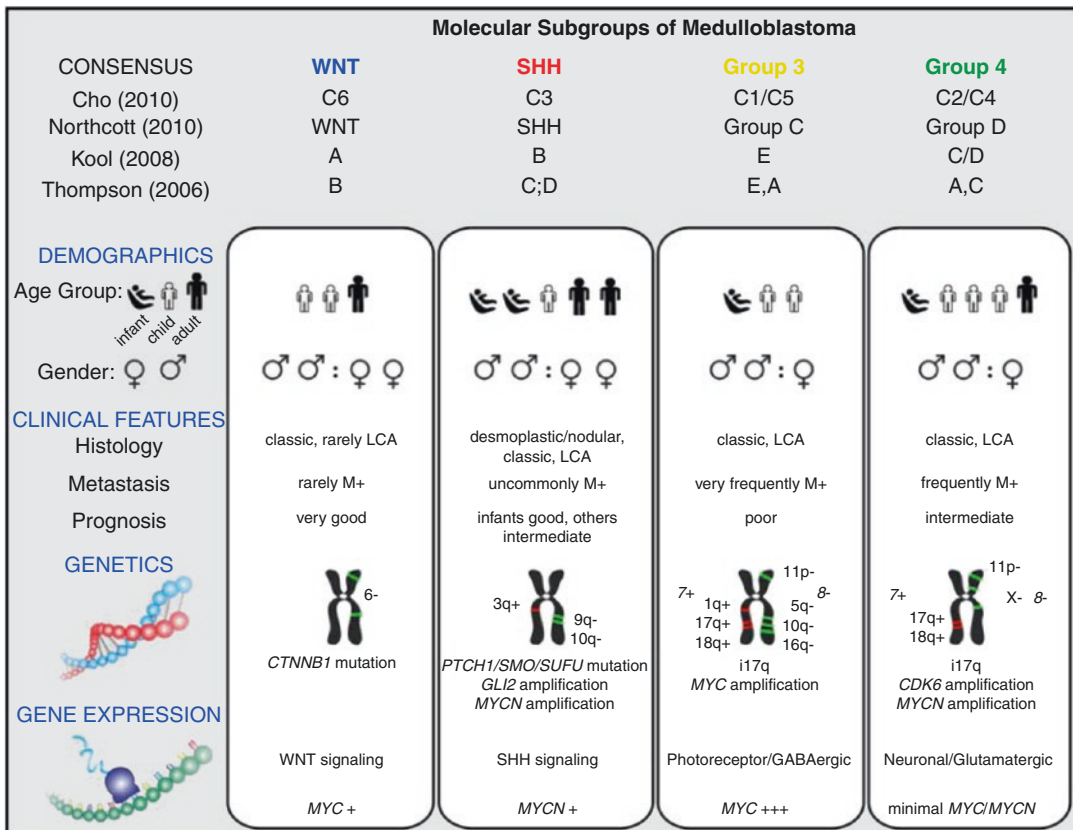 Molecular Subgroups of Medulloblastoma
CONSENSUS WNT SHH Group 3 Group 4
Cho (2010) C6 C3 C1/C5 C2/C4
Northcott (2010) WNT SHH Group C Group D
Kool (2008) A B E C/D
Thompson (2006) B C;D E,A A,C
DEMOGRAPHICS
Age Group:
infant child adult
Gender: ♀ ♂ ♂ ♂ : ♀ ♀ ♂ ♂ : ♀ ♀ ♂ ♂ : ♀ ♂ ♂ : ♀
CLINICAL FEATURES
Histology classic, rarely LCA desmoplastic/nodular, classic, LCA classic, LCA
classic, LCA
Metastasis rarely M+ uncommonly M+ very frequently M+ frequently M+
Prognosis very good infants good, others poor intermediate
intermediate
GENETICS
6-
3q+
9q-
10q-
7+
11p-
8-
1q+
5q-
17q+
10q-
18q+
16q-
7+
11p-
X- 8-
17q+
18q+
CTNNB1 mutation PTCH1/SMO/SUFU mutation i17q i17q
GLI2 amplification MYC amplification CDK6 amplification
MYCN amplification MYCN amplification
GENE EXPRESSION
WNT signaling SHH signaling Photoreceptor/GABAergic Neuronal/Glutamatergic
MYC + MYCN + MYC +++ minimal MYC/MYCN